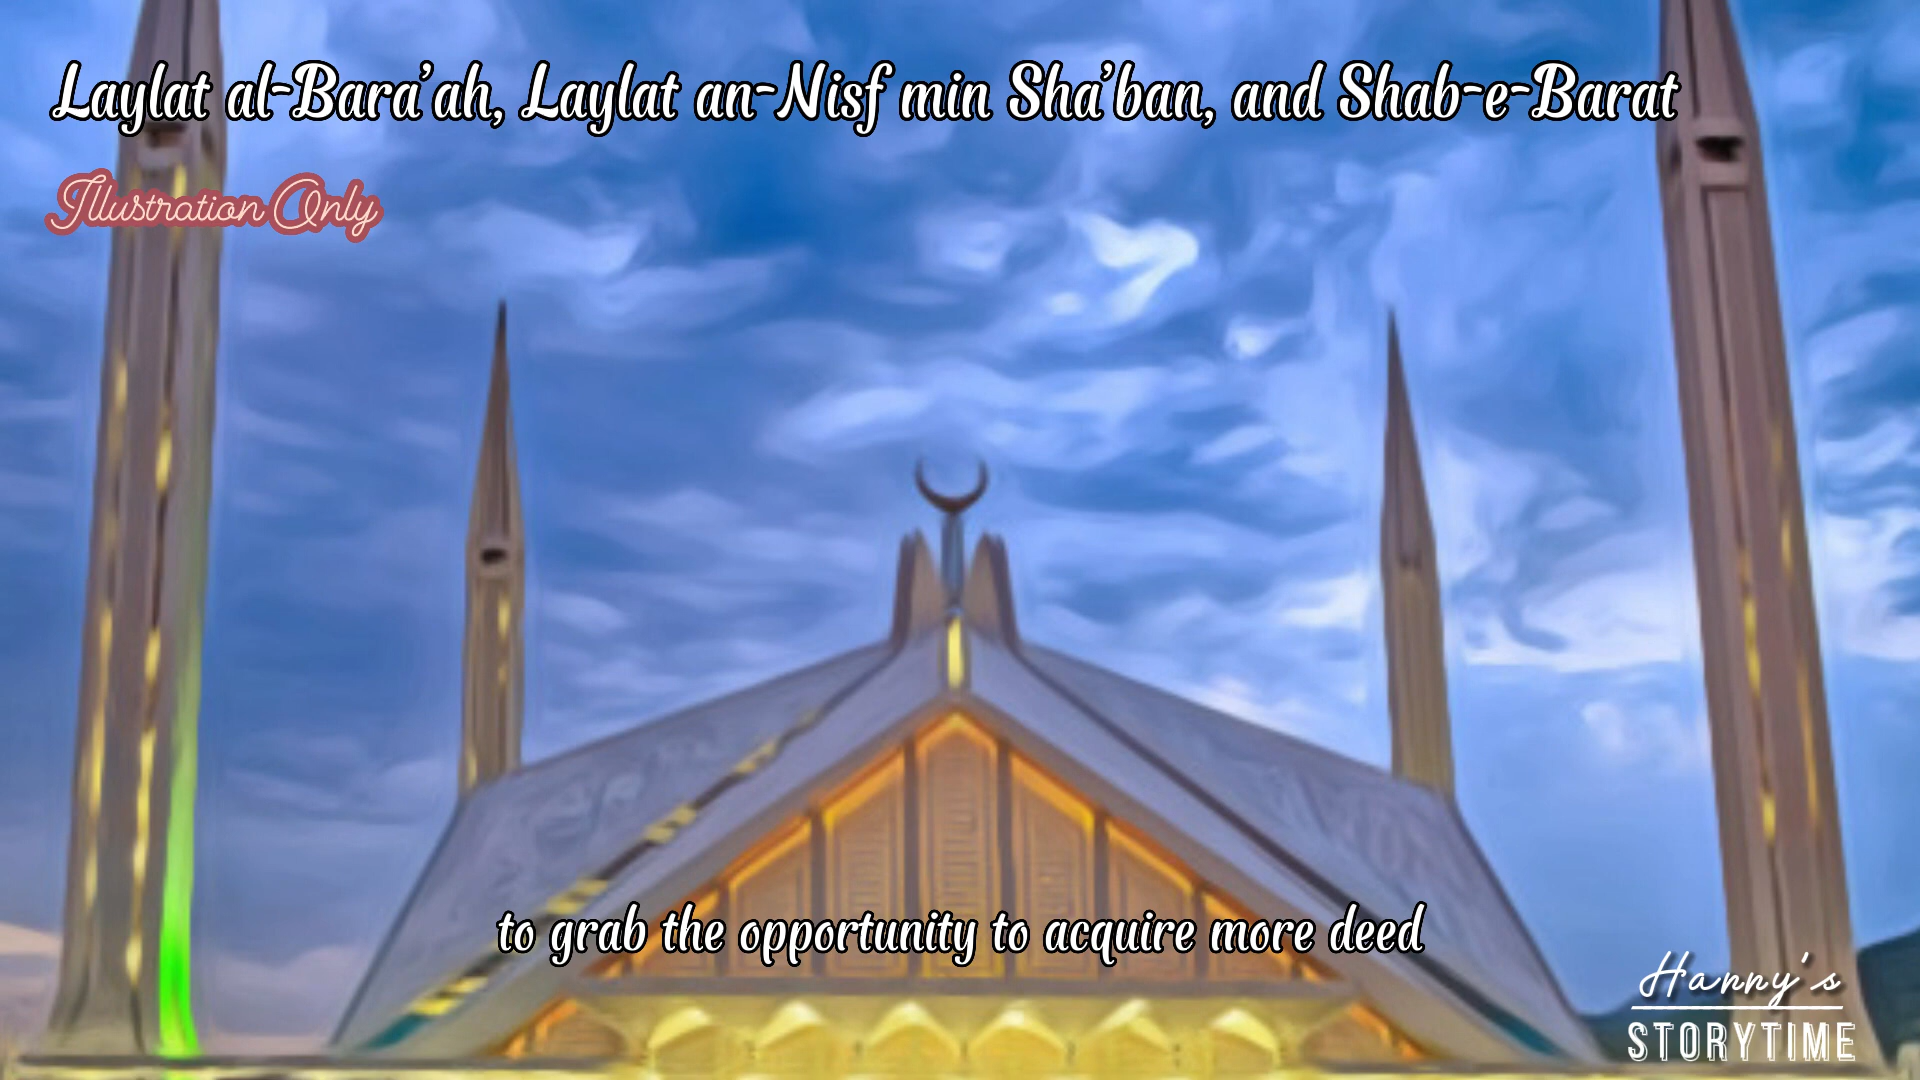 Laylat al-Bara'ah, Laylat an-Nisf min Sha'ban, and Shab-e-Barat
Illustration Only
to grab the opportunity to acquire more deed
Hanny's
STORYTIME